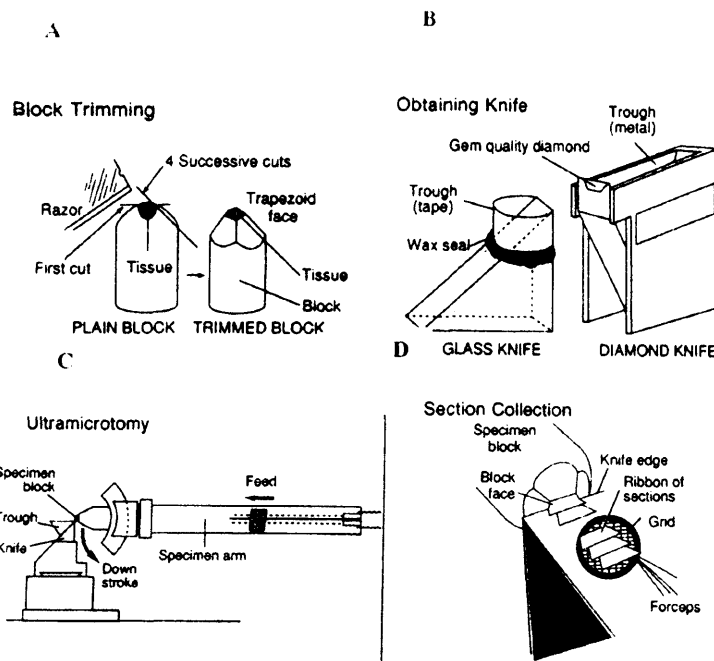 A
Block Trimming
4 Successive cuts
Razor
Trapezoid
face
First cut
Tissue
Tissue
Block
PLAIN BLOCK
TRIMMED BLOCK
B
Obtaining Knife
Trough
(metal)
Gem quality diamond
Trough
(tape)
Wax seal
GLASS KNIFE
DIAMOND KNIFE
C
Ultramicrotomy
Specimen
block
Feed
Trough
Knife
Specimen arm
Down
stroke
D
Section Collection
Specimen
block
Knife edge
Block
face
Ribbon of
sections
Grid
Forceps